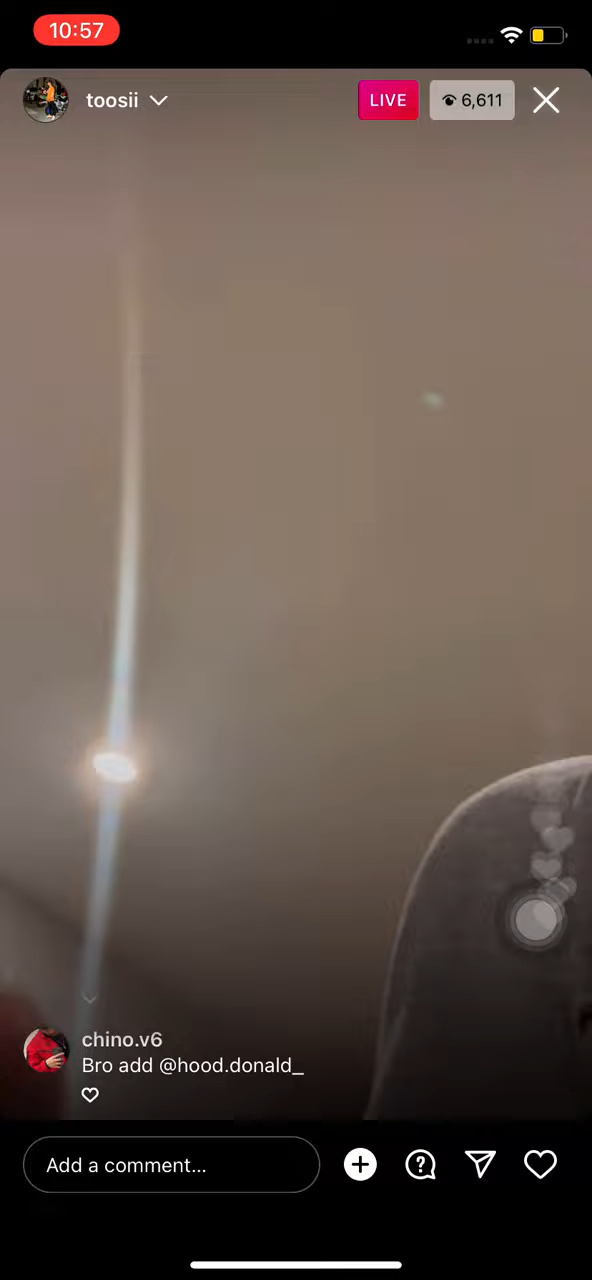 10:57
toosii
LIVE
6,611
chino.v6
Bro add @hood.donald_
Add a comment...